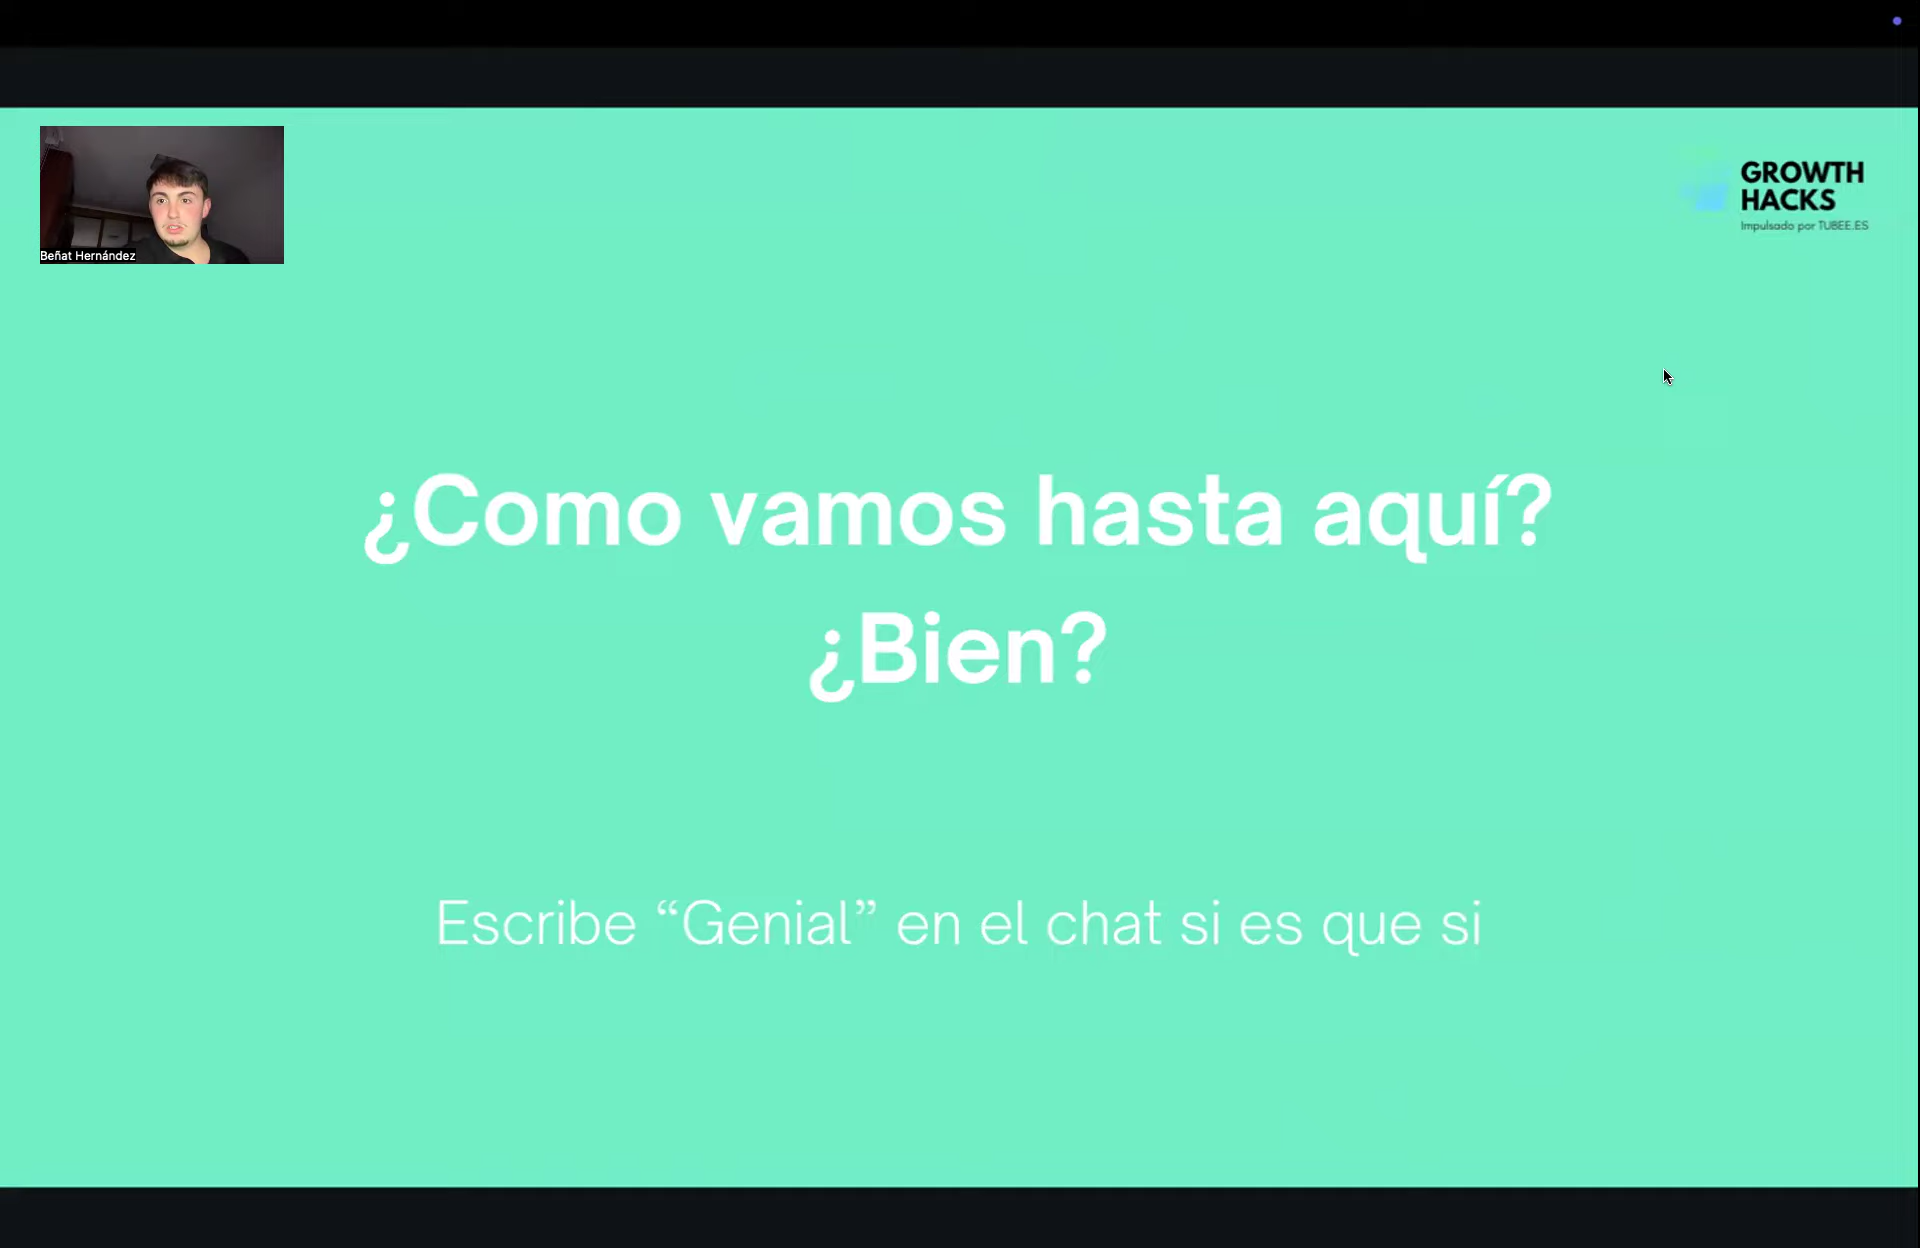 Beñat Hernández
GROWTH
HACKS
Impulsado por TUBEE.ES
¿Como vamos hasta aquí?
¿Bien?
Escribe “Genial” en el chat si es que si